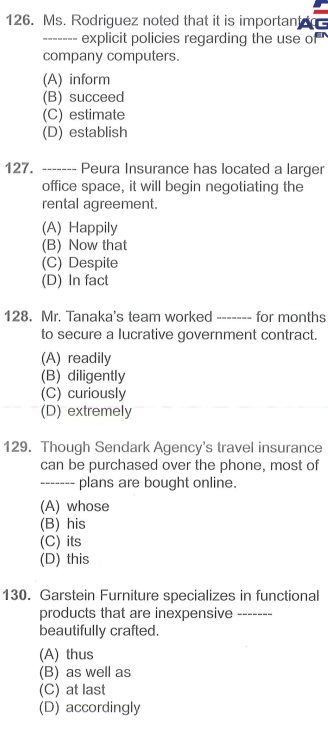 126. Ms. Rodriguez noted that it is important
------- explicit policies regarding the use of
company computers.
(A) inform
(B) succeed
(C) estimate
(D) establish
127. ------- Peura Insurance has located a larger
office space, it will begin negotiating the
rental agreement.
(A) Happily
(B) Now that
(C) Despite
(D) In fact
128. Mr. Tanaka's team worked ------- for months
to secure a lucrative government contract.
(A) readily
(B) diligently
(C) curiously
(D) extremely
129. Though Sendark Agency's travel insurance
can be purchased over the phone, most of
------- plans are bought online.
(A) whose
(B) his
(C) its
(D) this
130. Garstein Furniture specializes in functional
products that are inexpensive -------
beautifully crafted.
(A) thus
(B) as well as
(C) at last
(D) accordingly